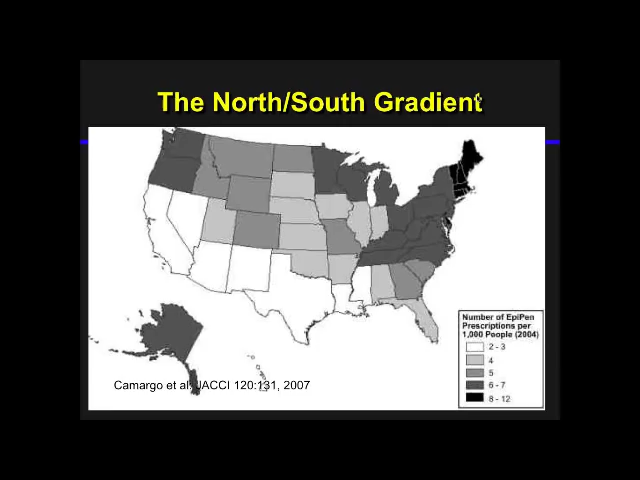 The North/South Gradient
Number of EpiPen
Prescriptions per
1,000 People (2004)
2 - 3
4
5
6 - 7
8 - 12
Camargo et al. JACCI 120:131, 2007